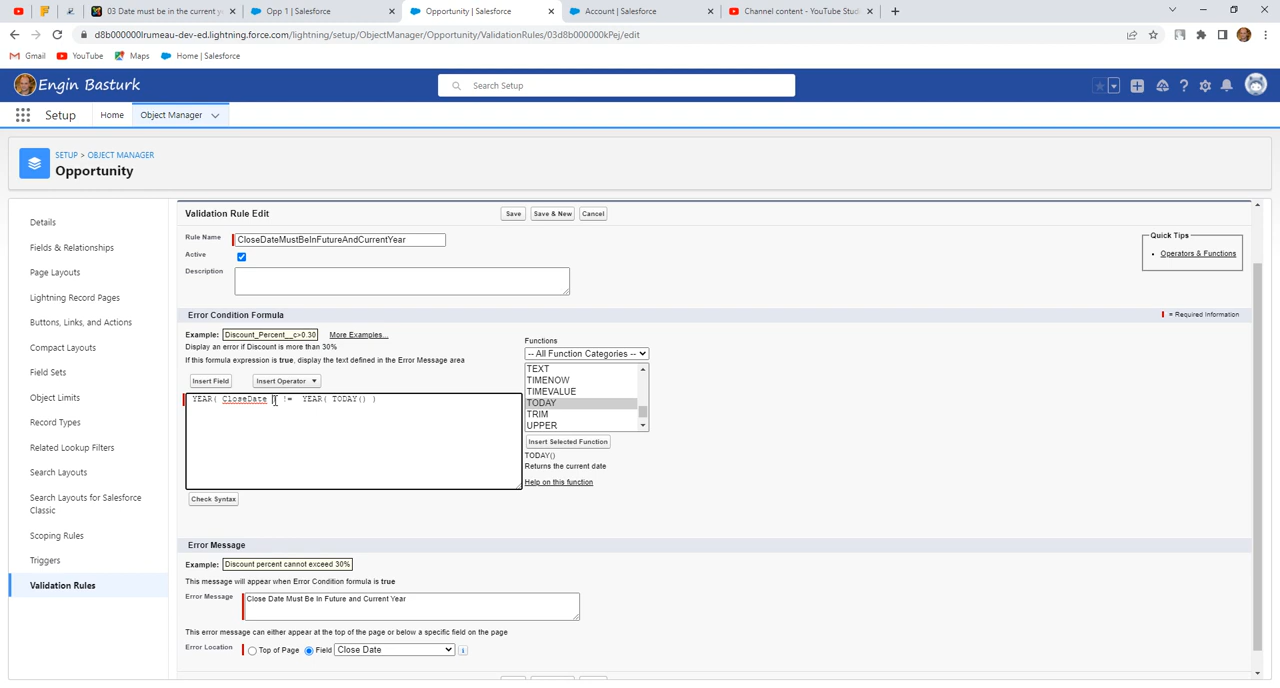 03 Date must be in the current y
Opp 1 | Salesforce
Opportunity | Salesforce
Account | Salesforce
Channel content - YouTube Stud
d8b000000lrumeau-dev-ed.lightning.force.com/lightning/setup/ObjectManager/Opportunity/ValidationRules/03d8b000000kPej/edit
Gmail YouTube Maps Home | Salesforce
Engin Basturk
Search Setup
Setup Home Object Manager
SETUP > OBJECT MANAGER
Opportunity
Details
Fields & Relationships
Page Layouts
Lightning Record Pages
Buttons, Links, and Actions
Compact Layouts
Field Sets
Object Limits
Record Types
Related Lookup Filters
Search Layouts
Search Layouts for Salesforce
Classic
Scoping Rules
Triggers
Validation Rules
Validation Rule Edit
Save Save & New Cancel
Rule Name CloseDateMustBeInFutureAndCurrentYear
Active
Description
Quick Tips
Operators & Functions
Error Condition Formula
= Required Information
Example: Discount_Percent__c>0.30 More Examples...
Display an error if Discount is more than 30%
If this formula expression is true, display the text defined in the Error Message area
Insert Field Insert Operator
YEAR( CloseDate ) != YEAR( TODAY() )
Check Syntax
Functions
-- All Function Categories --
TEXT
TIMENOW
TIMEVALUE
TODAY
TRIM
UPPER
Insert Selected Function
TODAY()
Returns the current date
Help on this function
Error Message
Example: Discount percent cannot exceed 30%
This message will appear when Error Condition formula is true
Error Message Close Date Must Be In Future and Current Year
This error message can either appear at the top of the page or below a specific field on the page
Error Location Top of Page Field Close Date